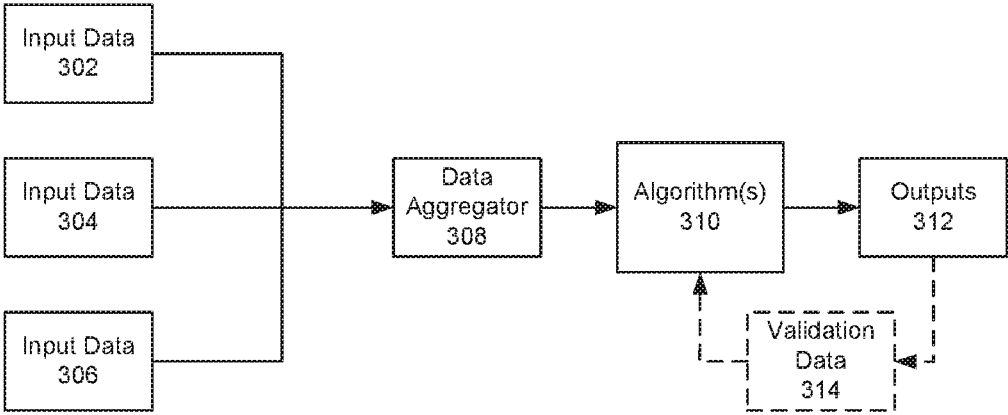 Input Data
302
Input Data
304
Input Data
306
Data
Aggregator
308
Algorithm(s)
310
Outputs
312
Validation
Data
314